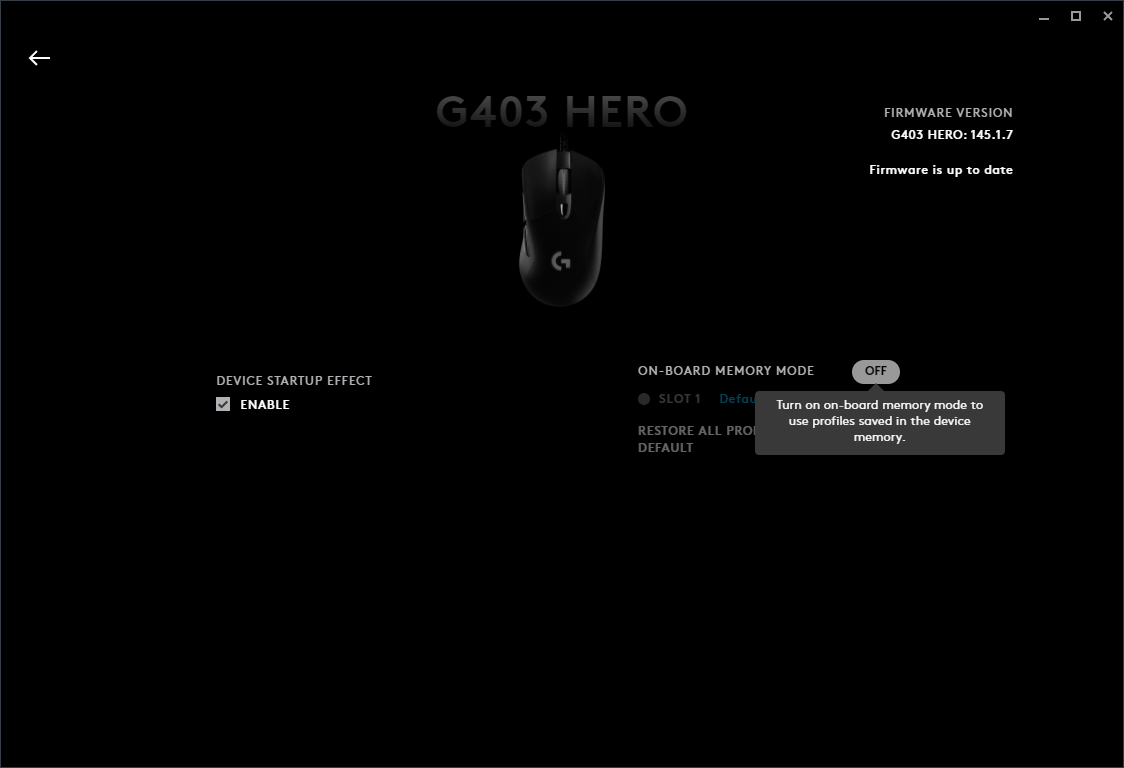 G403 HERO
FIRMWARE VERSION
G403 HERO: 145.1.7
Firmware is up to date
DEVICE STARTUP EFFECT
ENABLE
ON-BOARD MEMORY MODE
OFF
SLOT 1 Defau
Turn on on-board memory mode to
use profiles saved in the device
memory.
RESTORE ALL PRO
DEFAULT